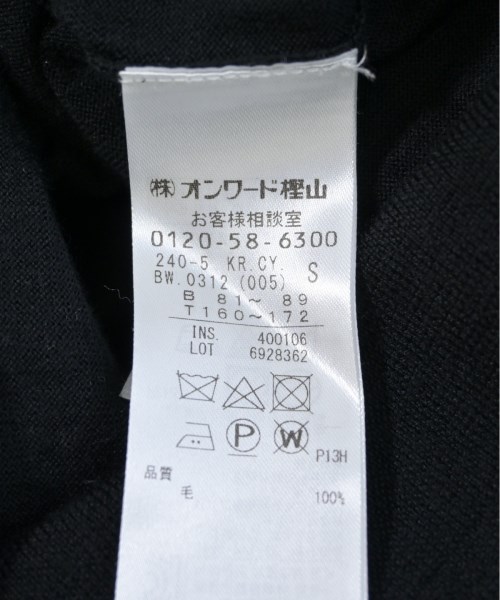 (株)オンワード樫山
お客様相談室
0120-58-6300
240-5 KR.CY. S
BW.0312 (005)
B 81~ 89
T160~172
INS. 400106
LOT 6928362
P W
P13H
品質
毛 100%